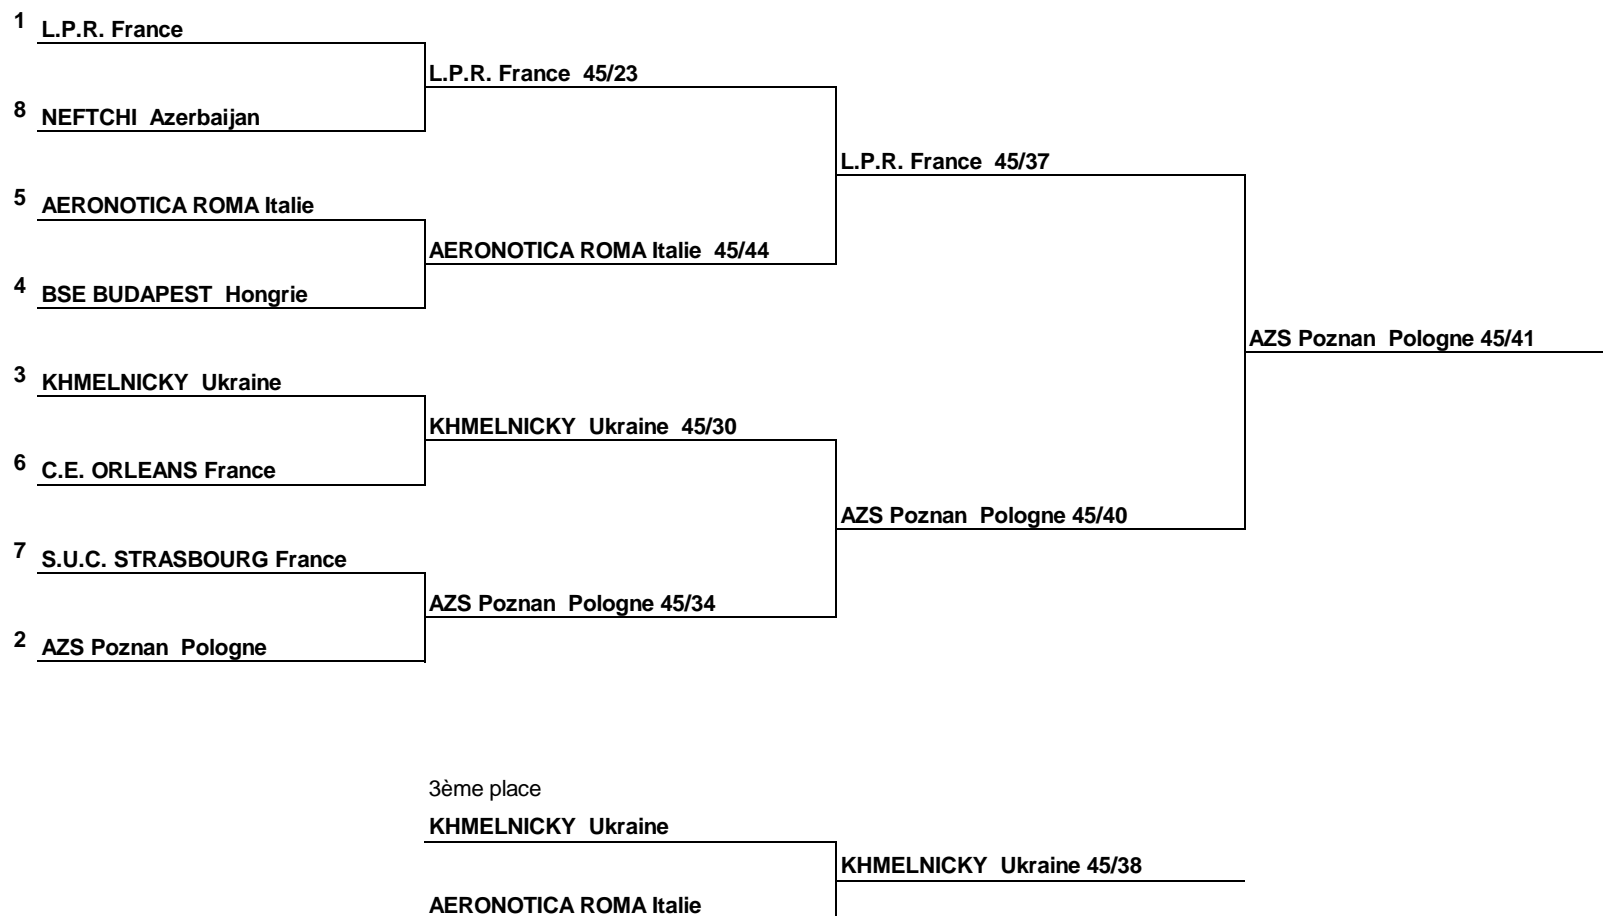 1 L.P.R. France
L.P.R. France 45/23
8 NEFTCHI Azerbaijan
L.P.R. France 45/37
5 AERONOTICA ROMA Italie
AERONOTICA ROMA Italie 45/44
4 BSE BUDAPEST Hongrie
AZS Poznan Pologne 45/41
3 KHMELNICKY Ukraine
KHMELNICKY Ukraine 45/30
6 C.E. ORLEANS France
AZS Poznan Pologne 45/40
7 S.U.C. STRASBOURG France
AZS Poznan Pologne 45/34
2 AZS Poznan Pologne
3ème place
KHMELNICKY Ukraine
KHMELNICKY Ukraine 45/38
AERONOTICA ROMA Italie